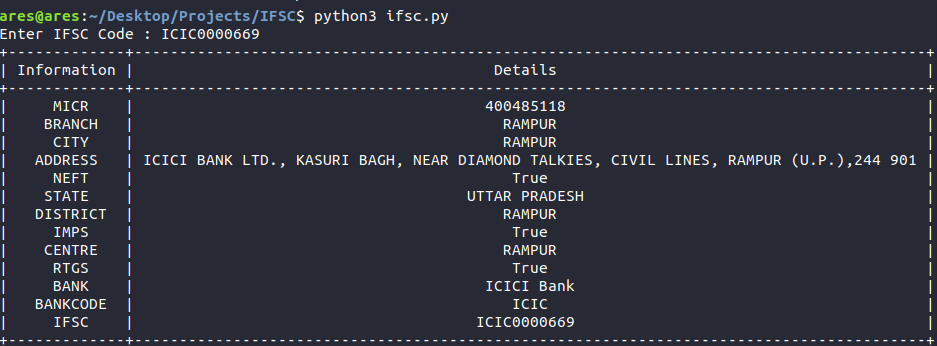 ares@ares:~/Desktop/Projects/IFSC$ python3 ifsc.py
Enter IFSC Code : ICIC0000669
+-------------+----------------------------------------------------------------------------------------+
| Information | Details |
+-------------+----------------------------------------------------------------------------------------+
| MICR | 400485118 |
| BRANCH | RAMPUR |
| CITY | RAMPUR |
| ADDRESS | ICICI BANK LTD., KASURI BAGH, NEAR DIAMOND TALKIES, CIVIL LINES, RAMPUR (U.P.),244 901 |
| NEFT | True |
| STATE | UTTAR PRADESH |
| DISTRICT | RAMPUR |
| IMPS | True |
| CENTRE | RAMPUR |
| RTGS | True |
| BANK | ICICI Bank |
| BANKCODE | ICIC |
| IFSC | ICIC0000669 |
+-------------+----------------------------------------------------------------------------------------+